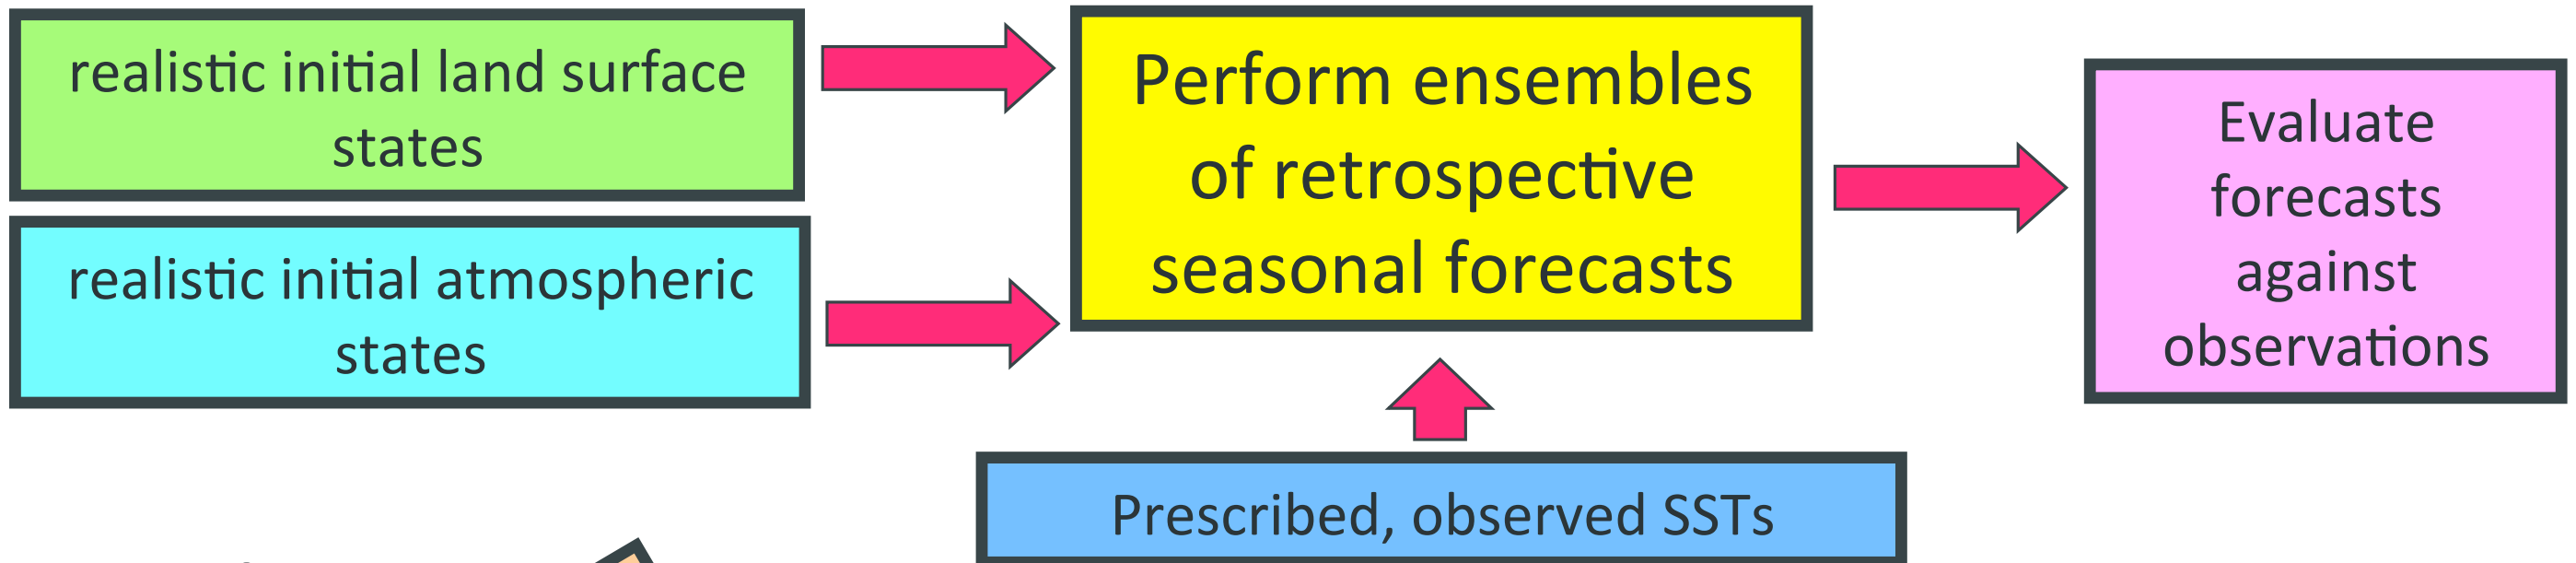 realistic initial land surface
states
Perform ensembles
of retrospective
seasonal forecasts
Evaluate
forecasts
against
observations
realistic initial atmospheric
states
Prescribed, observed SSTs